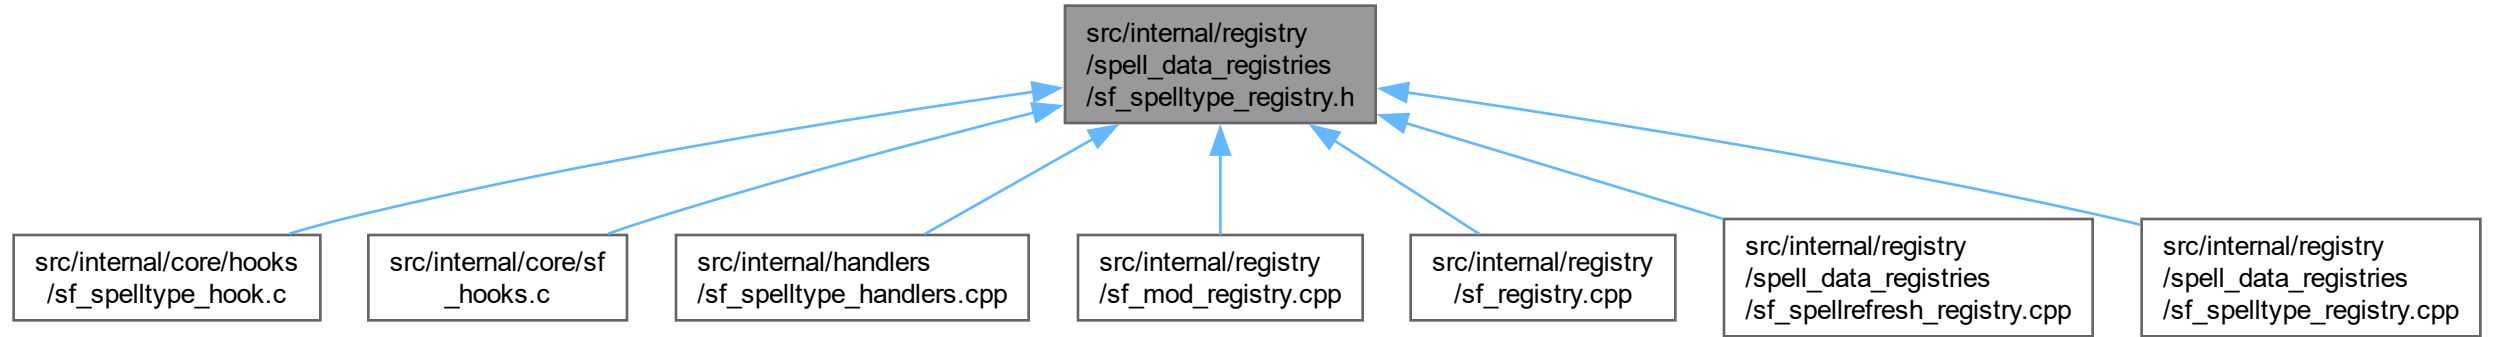 src/internal/registry
/spell_data_registries
/sf_spelltype_registry.h
src/internal/core/hooks
/sf_spelltype_hook.c
src/internal/core/sf
_hooks.c
src/internal/handlers
/sf_spelltype_handlers.cpp
src/internal/registry
/sf_mod_registry.cpp
src/internal/registry
/sf_registry.cpp
src/internal/registry
/spell_data_registries
/sf_spellrefresh_registry.cpp
src/internal/registry
/spell_data_registries
/sf_spelltype_registry.cpp